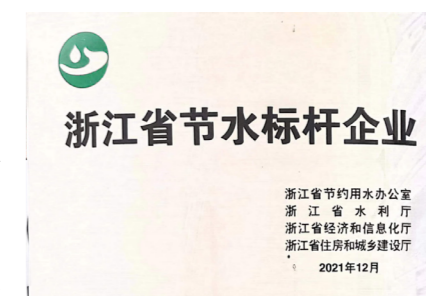 浙江省节水标杆企业
浙江省节约用水办公室
浙江省水利厅
浙江省经济和信息化厅
浙江省住房和城乡建设厅
2021年12月